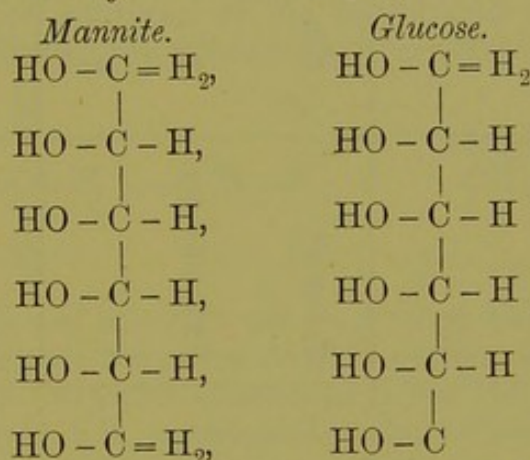 Mannite. Glucose.
HO – C = H₂, HO – C = H₂
| |
HO – C – H, HO – C – H
| |
HO – C – H, HO – C – H
| |
HO – C – H, HO – C – H
| |
HO – C – H, HO – C – H
| |
HO – C = H₂, HO – C